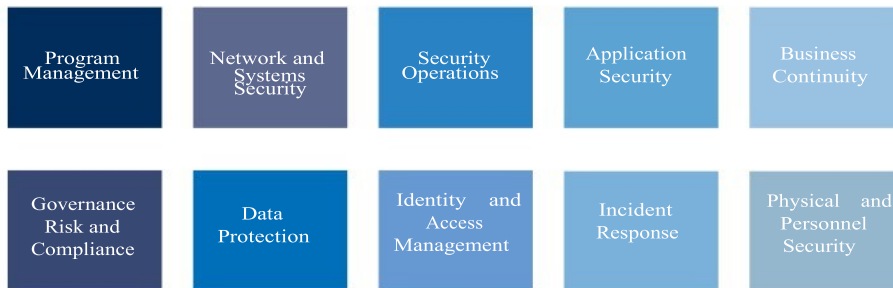 Program
Management
Network and
Systems
Security
Security
Operations
Application
Security
Business
Continuity
Governance
Risk and
Compliance
Data
Protection
Identity and
Access
Management
Incident
Response
Physical and
Personnel
Security